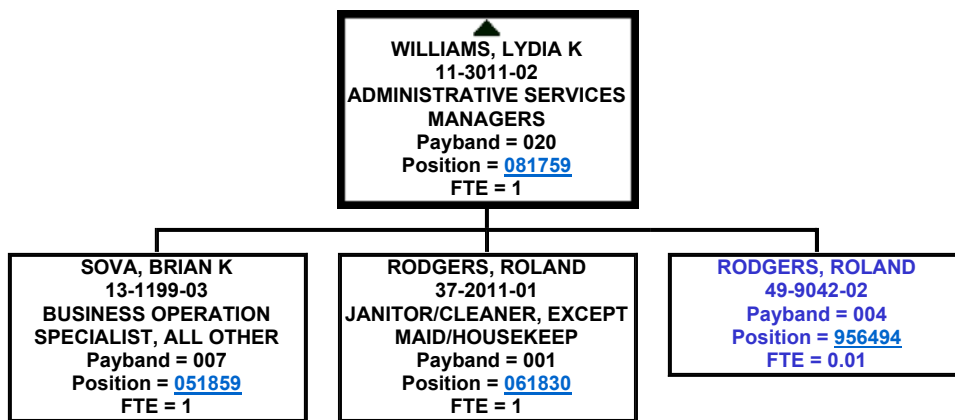 WILLIAMS, LYDIA K
11-3011-02
ADMINISTRATIVE SERVICES
MANAGERS
Payband = 020
Position = 081759
FTE = 1
SOVA, BRIAN K
13-1199-03
BUSINESS OPERATION
SPECIALIST, ALL OTHER
Payband = 007
Position = 051859
FTE = 1
RODGERS, ROLAND
37-2011-01
JANITOR/CLEANER, EXCEPT
MAID/HOUSEKEEP
Payband = 001
Position = 061830
FTE = 1
RODGERS, ROLAND
49-9042-02
Payband = 004
Position = 956494
FTE = 0.01